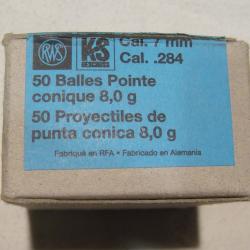 RWS
KS
Cal. 7 mm
Cal. .284
50 Balles Pointe
conique 8,0 g
50 Proyectiles de
punta conica 8,0 g
Fabriqué en RFA • Fabricado en Alemania